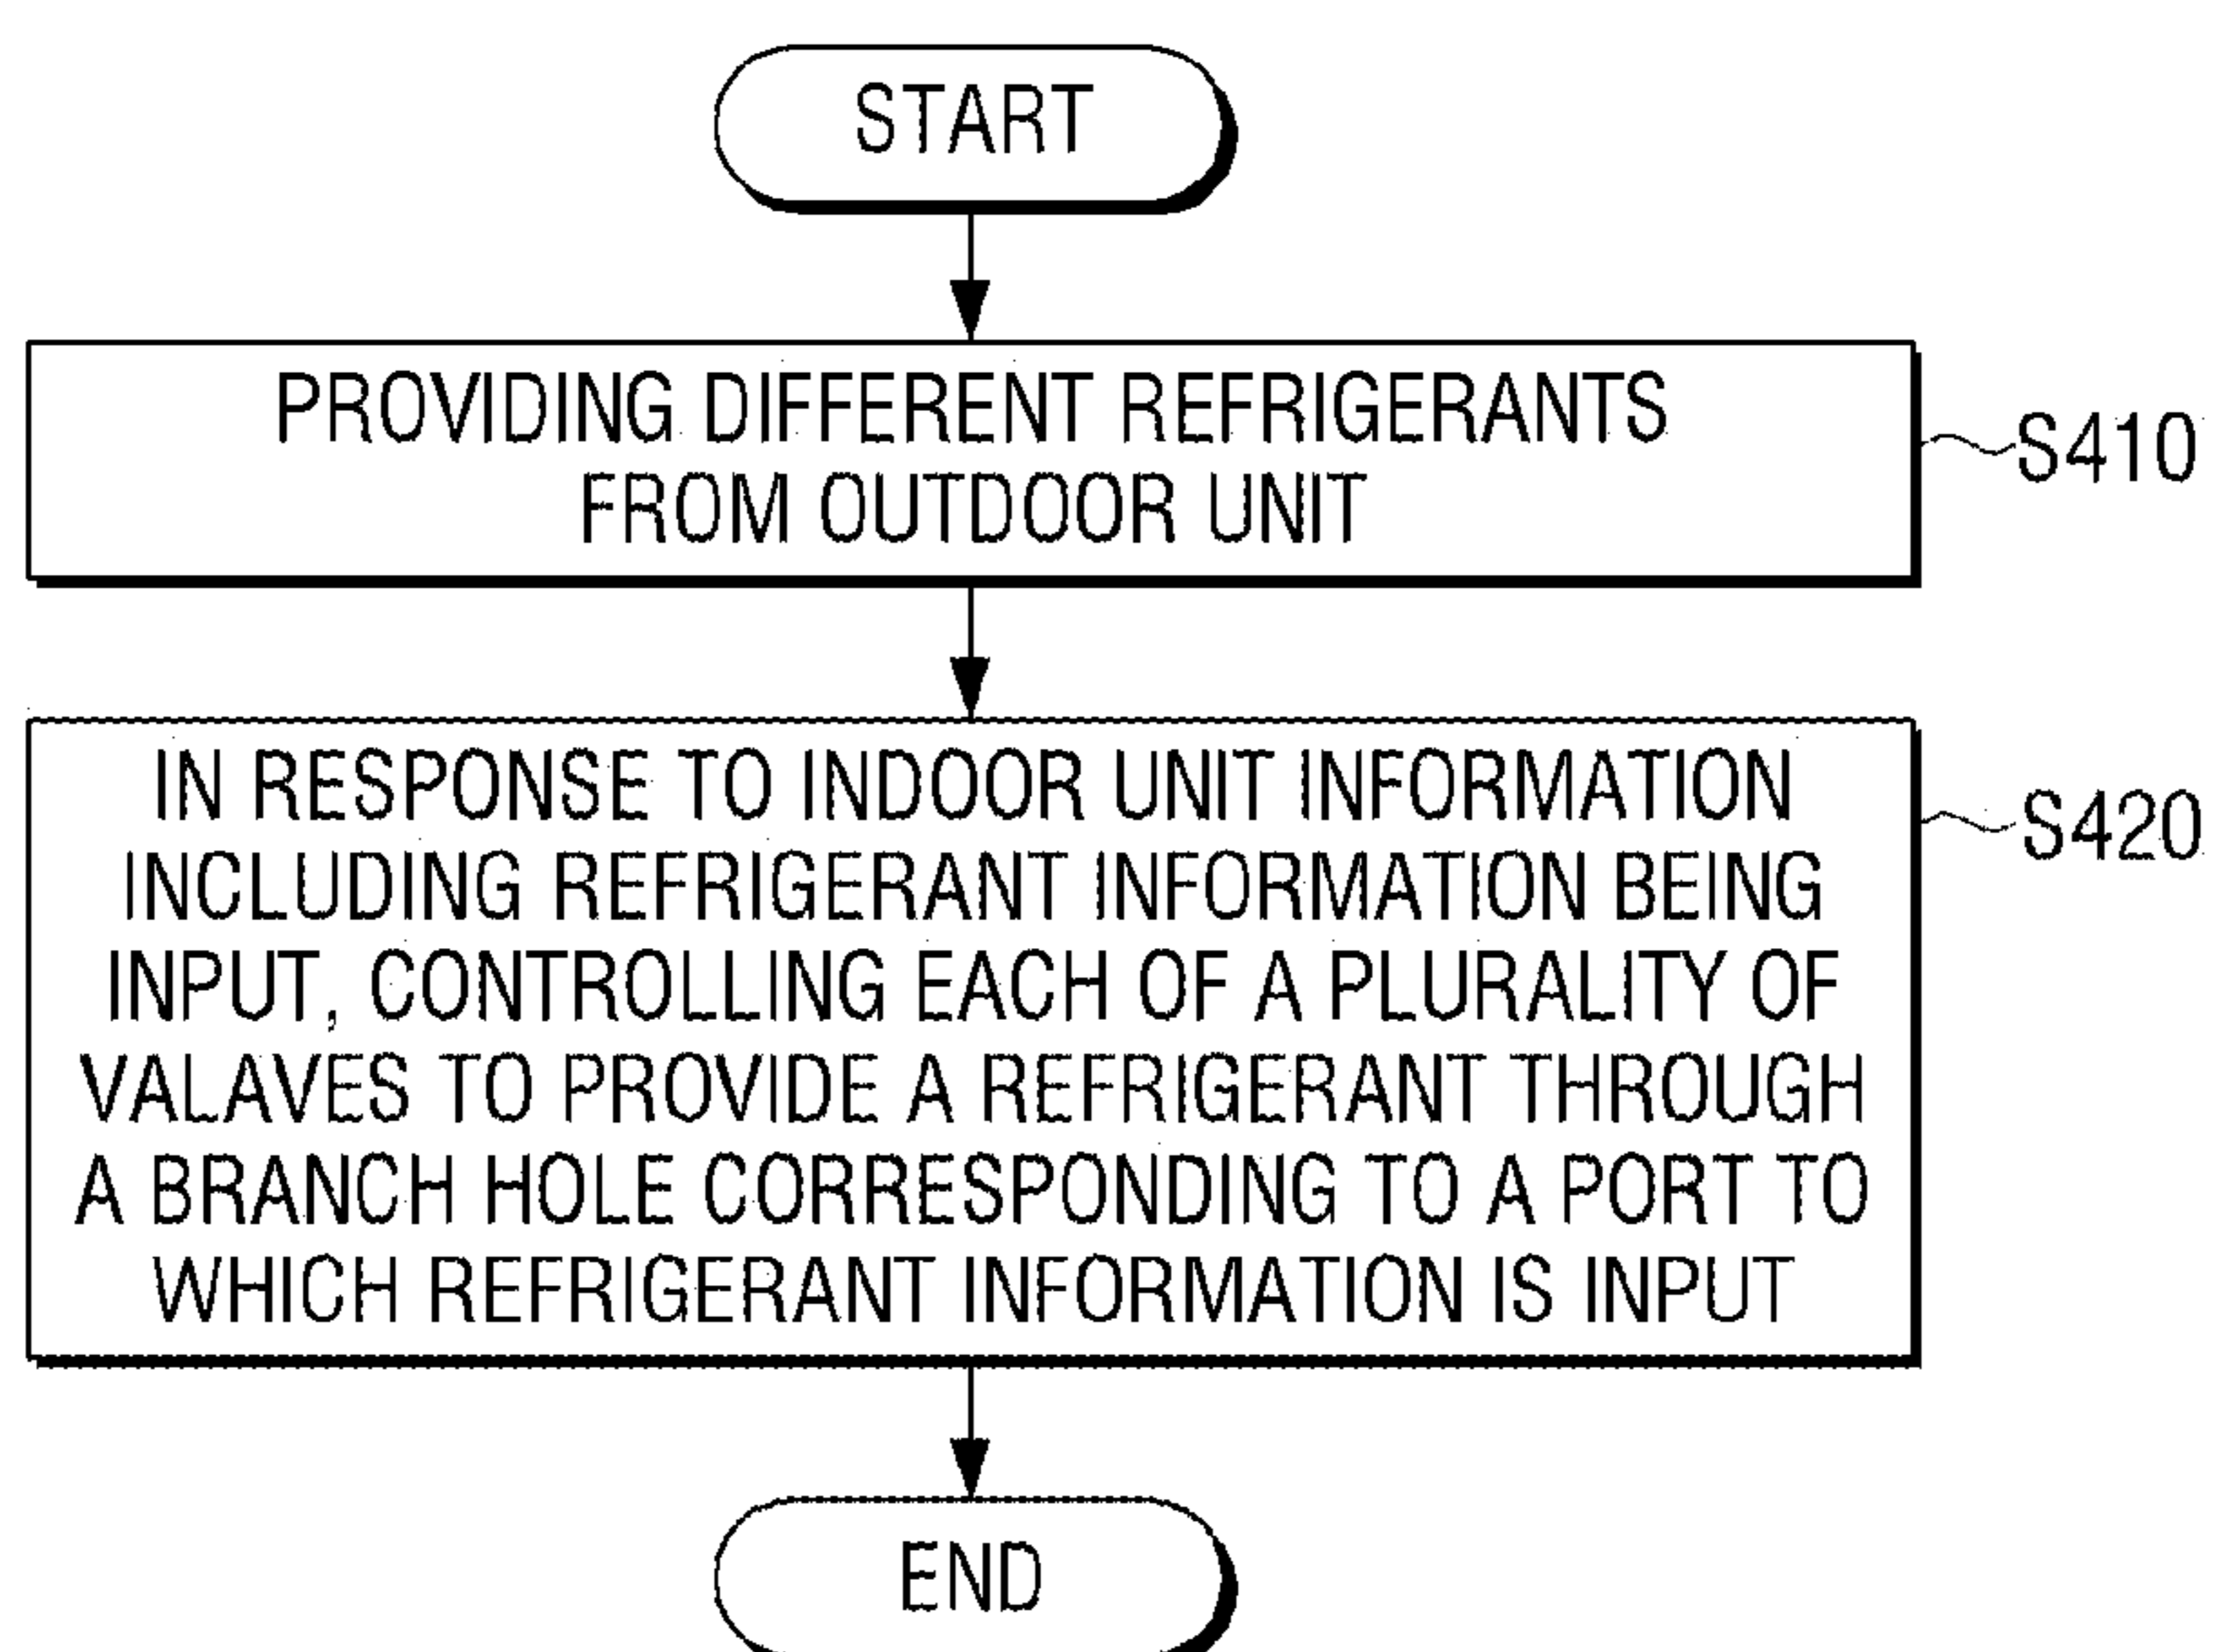 START
PROVIDING DIFFERENT REFRIGERANTS
FROM OUTDOOR UNIT
S410
IN RESPONSE TO INDOOR UNIT INFORMATION
INCLUDING REFRIGERANT INFORMATION BEING
INPUT, CONTROLLING EACH OF A PLURALITY OF
VALAVES TO PROVIDE A REFRIGERANT THROUGH
A BRANCH HOLE CORRESPONDING TO A PORT TO
WHICH REFRIGERANT INFORMATION IS INPUT
S420
END